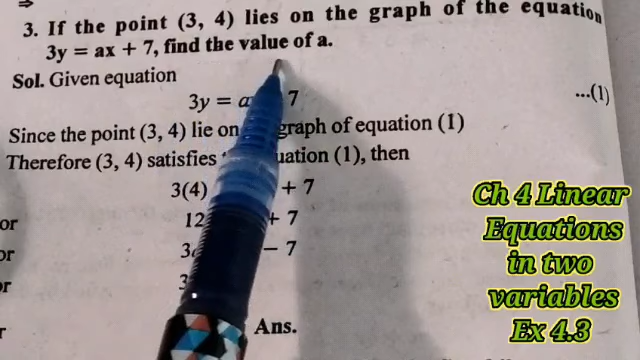 3. If the point (3, 4) lies on the graph of the equation
3y = ax + 7, find the value of a.
Sol. Given equation
3y = a 7 ...(1)
Since the point (3, 4) lie on graph of equation (1)
Therefore (3, 4) satisfies uation (1), then
3(4) + 7
or 12 + 7
or 3 – 7
or 3
Ans.
Ch 4 Linear
Equations
in two
variables
Ex 4.3